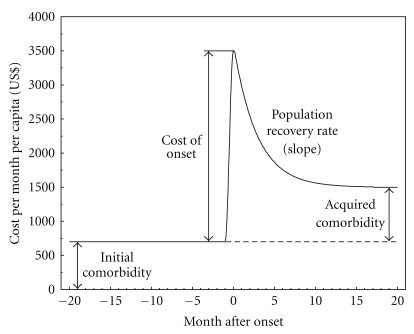 4000
3500
3000
2500
2000
1500
1000
500
0
Cost per month per capita (US$)
Cost of
onset
Population
recovery rate
(slope)
Acquired
comorbidity
Initial
comorbidity
−20 −15 −10 −5 0 5 10 15 20
Month after onset